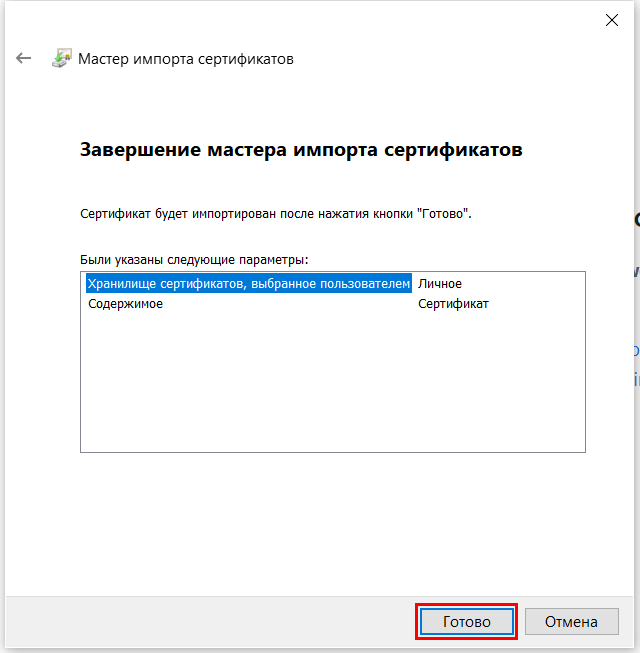 Мастер импорта сертификатов
Завершение мастера импорта сертификатов
Сертификат будет импортирован после нажатия кнопки "Готово".
Были указаны следующие параметры:
Хранилище сертификатов, выбранное пользователем Личное
Содержимое Сертификат
Готово Отмена